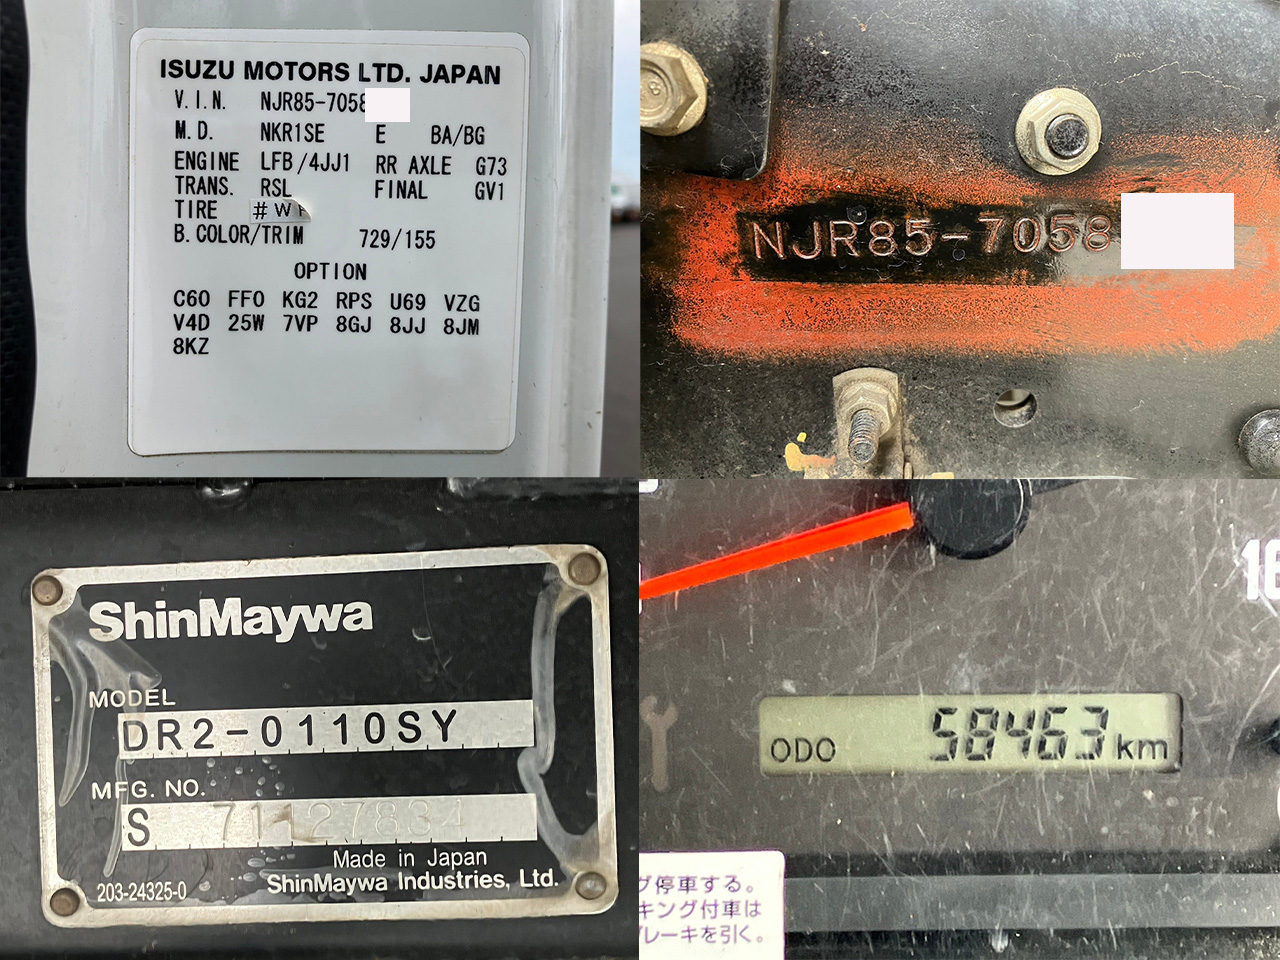 ISUZU MOTORS LTD. JAPAN
V.I.N. NJR85-7058
M.D. NKR1SE E BA/BG
ENGINE LFB/4JJ1 RR AXLE G73
TRANS. RSL FINAL GV1
TIRE #W
B.COLOR/TRIM 729/155
OPTION
C60 FF0 KG2 RPS U69 VZG
V4D 25W 7VP 8GJ 8JJ 8JM
8KZ
NJR85-7058
ShinMaywa
MODEL
DR2-0110SY
MFG. NO.
S 71127834
Made in Japan
203-24325-0 ShinMaywa Industries, Ltd.
16
ODO 58463 km
グ停車する。
キング付車は
レーキを引く。